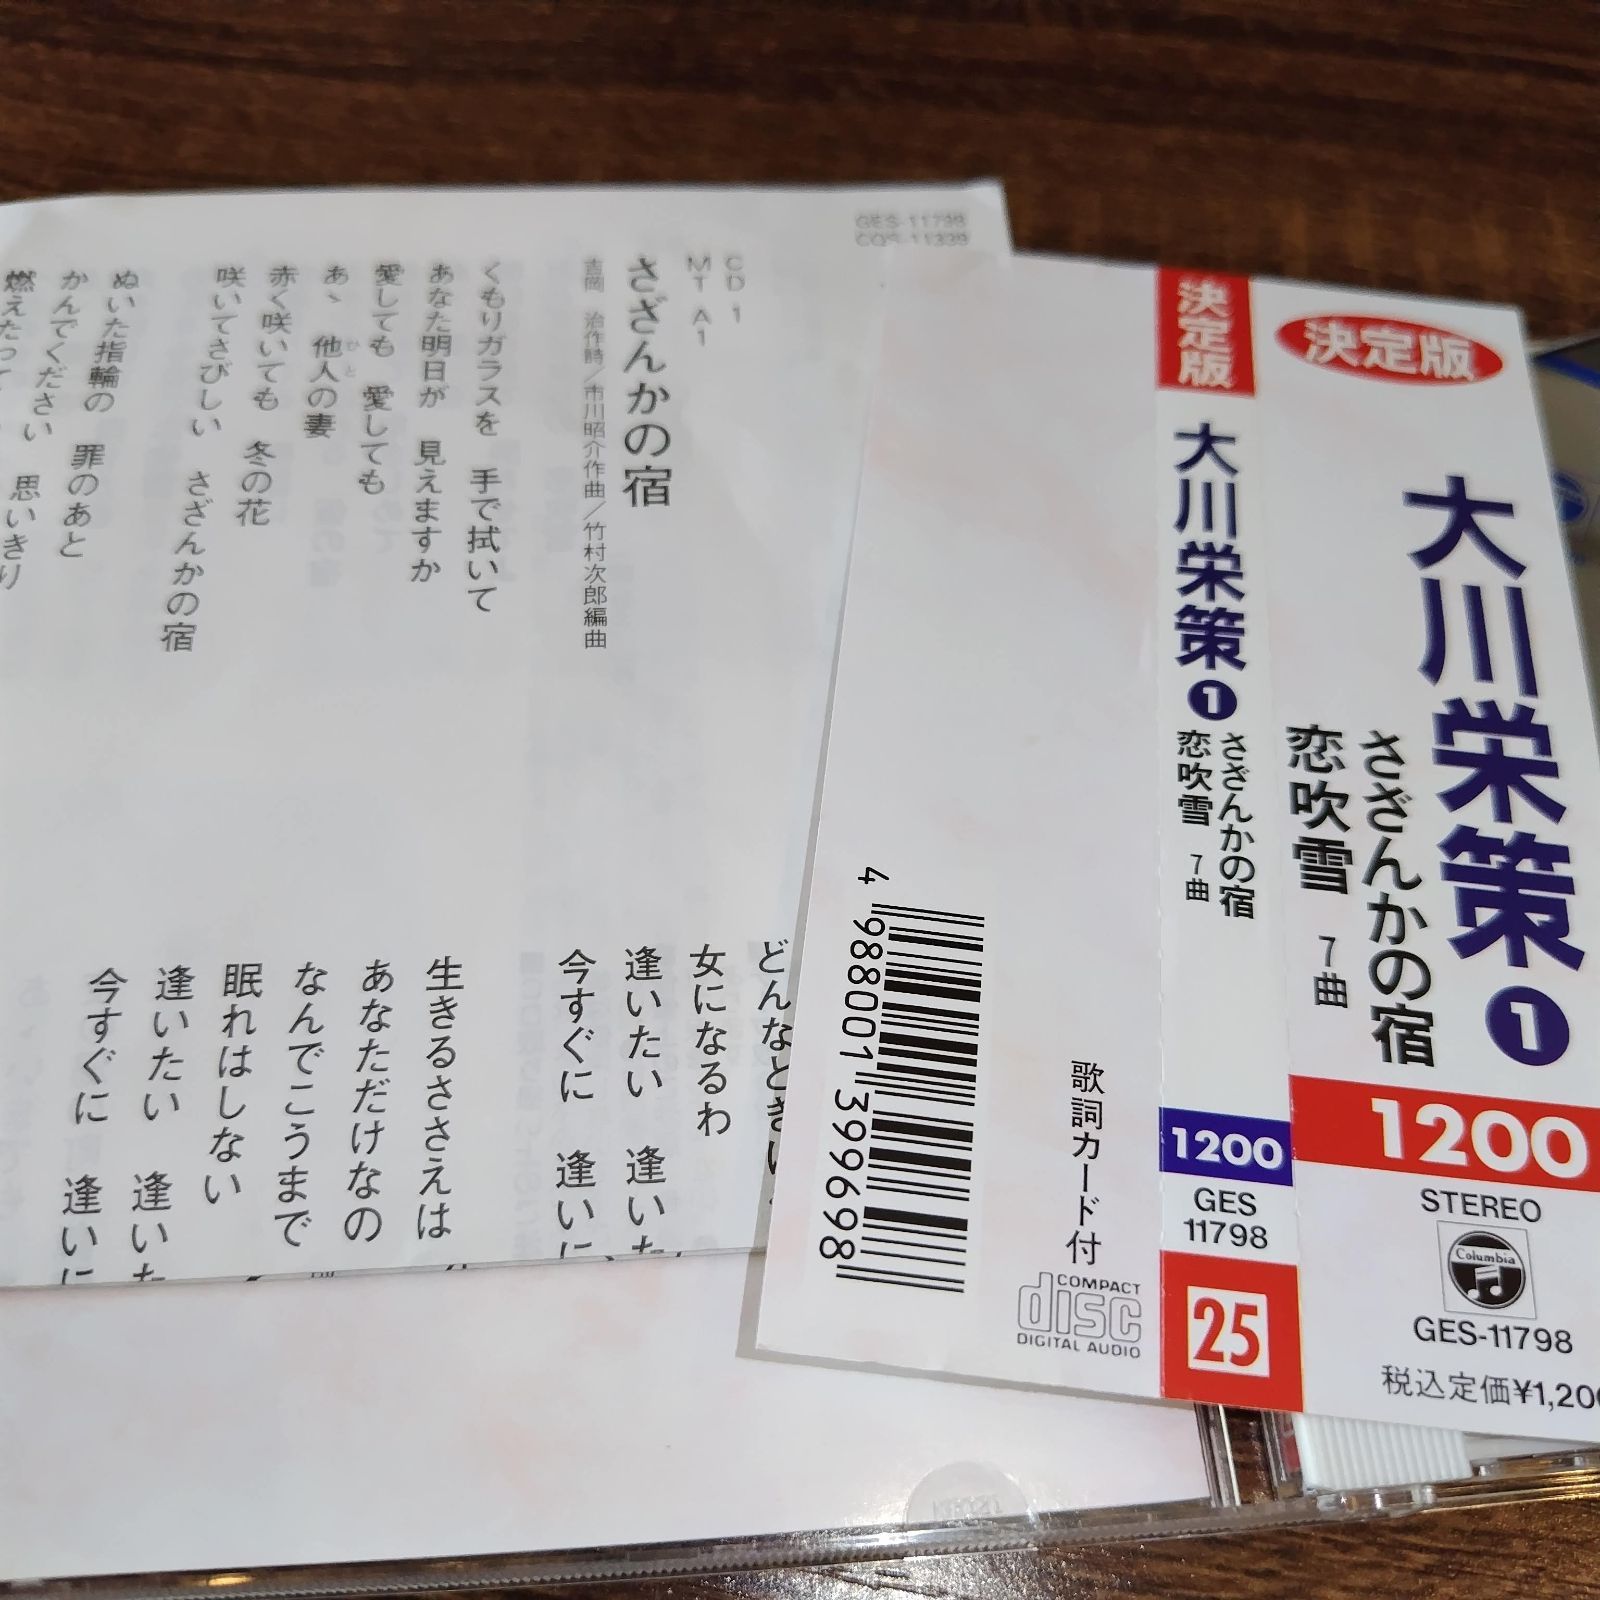 GES-11798
CQS-11339
CD 1
MT A1
さざんかの宿
吉岡 治作詩/市川昭介作曲/竹村次郎編曲
くもりガラスを 手で拭いて
あなた明日が 見えますか
愛しても 愛しても
あゝ 他人の妻
ひと
赤く咲いても 冬の花
咲いてさびしい さざんかの宿
ぬいた指輪の 罪のあと
かんでください 思いきり
燃えたって
女になるわ
逢いたい 逢いた
今すぐに 逢いに
生きるささえは
あなただけなの
なんでこうまで
眠れはしない
逢いたい 逢いた
今すぐに 逢いに
4 988001 399698
歌詞カード付
COMPACT
disc
DIGITAL AUDIO
決定版
大川栄策 1
さざんかの宿
恋吹雪 7曲
1200
GES
11798
25
決定版
大川栄策 1
さざんかの宿
恋吹雪 7曲
1200
STEREO
Columbia
GES-11798
税込定価¥1,200